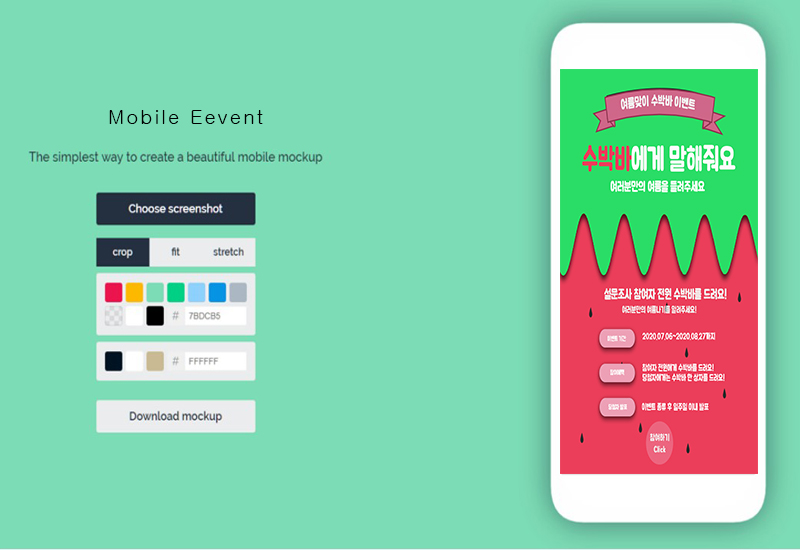 Mobile Eevent
The simplest way to create a beautiful mobile mockup
Choose screenshot
crop fit stretch
# 7BDCB5
# FFFFFF
Download mockup
여름맞이 수박바 이벤트
수박바에게 말해줘요
여러분만의 여름을 들려주세요
설문조사 참여자 전원 수박바를 드려요!
여러분만의 여름나기를 알려주세요!
이벤트 기간 2020.07.06~2020.08.27까지
참여자 전원에게 수박바를 드려요!
당첨자에게는 수박바 한 상자를 드려요!
당첨자 발표 이벤트 종류 후 일주일 이내 발표
참여하기
Click